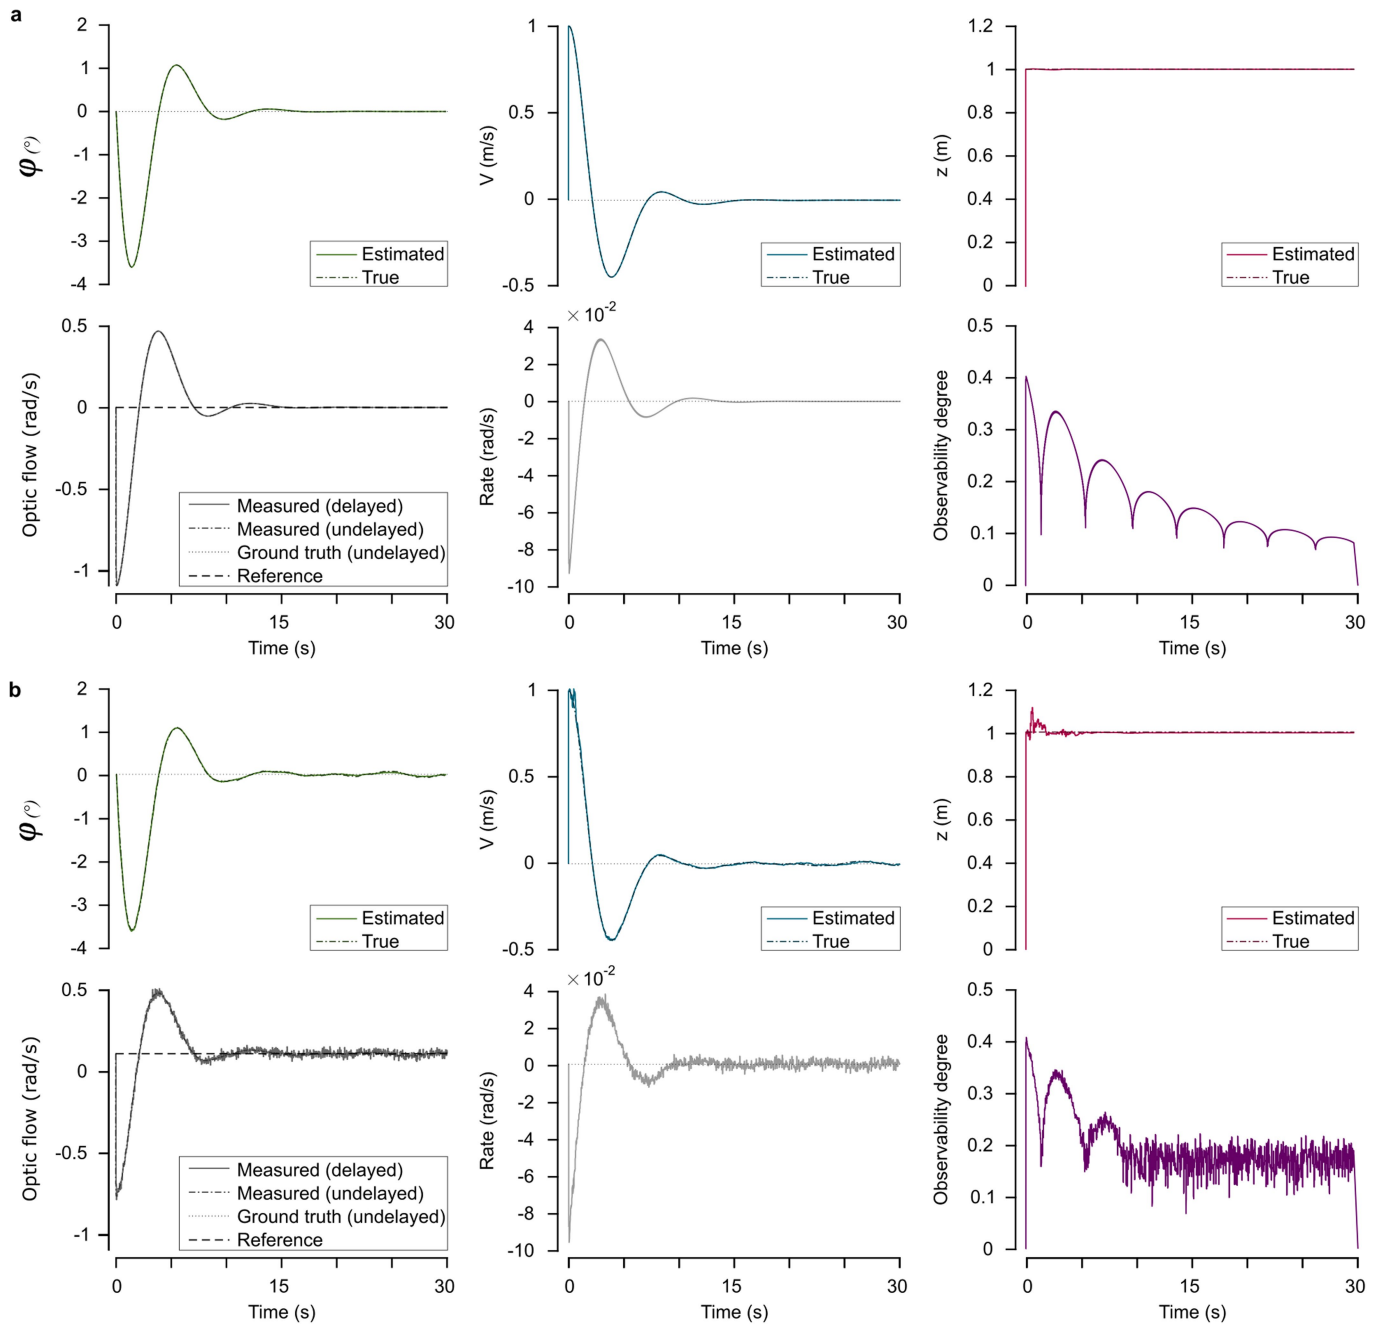 a
2
1
0
-1
-2
-3
-4
φ (°)
Estimated
True
1
0.5
0
-0.5
V (m/s)
Estimated
True
1.2
1
0.8
0.6
0.4
0.2
0
z (m)
Estimated
True
0.5
0
-0.5
-1
Optic flow (rad/s)
Measured (delayed)
Measured (undelayed)
Ground truth (undelayed)
Reference
0 15 30
Time (s)
× 10-2
4
2
0
-2
-4
-6
-8
-10
Rate (rad/s)
0 15 30
Time (s)
0.5
0.4
0.3
0.2
0.1
0
Observability degree
0 15 30
Time (s)
b
2
1
0
-1
-2
-3
-4
φ (°)
Estimated
True
1
0.5
0
-0.5
V (m/s)
Estimated
True
1.2
1
0.8
0.6
0.4
0.2
0
z (m)
Estimated
True
0.5
0
-0.5
-1
Optic flow (rad/s)
Measured (delayed)
Measured (undelayed)
Ground truth (undelayed)
Reference
0 15 30
Time (s)
× 10-2
4
2
0
-2
-4
-6
-8
-10
Rate (rad/s)
0 15 30
Time (s)
0.5
0.4
0.3
0.2
0.1
0
Observability degree
0 15 30
Time (s)